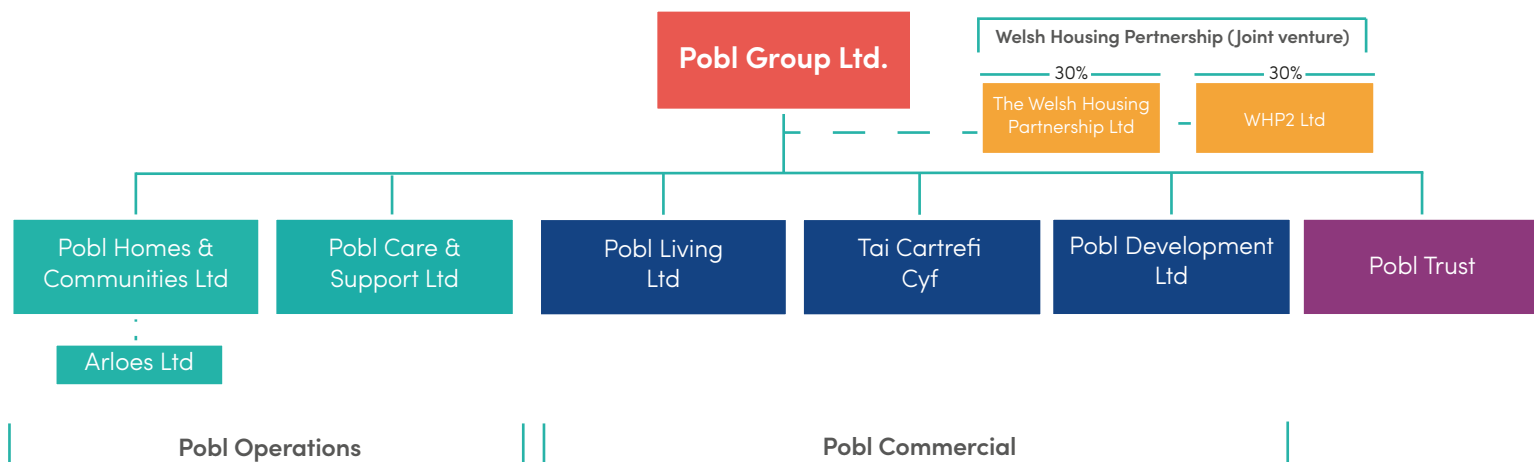 Pobl Group Ltd.
Welsh Housing Pertnership (Joint venture)
30%
30%
The Welsh Housing
Partnership Ltd
WHP2 Ltd
Pobl Homes &
Communities Ltd
Pobl Care &
Support Ltd
Pobl Living
Ltd
Tai Cartrefi
Cyf
Pobl Development
Ltd
Pobl Trust
Arloes Ltd
Pobl Operations
Pobl Commercial